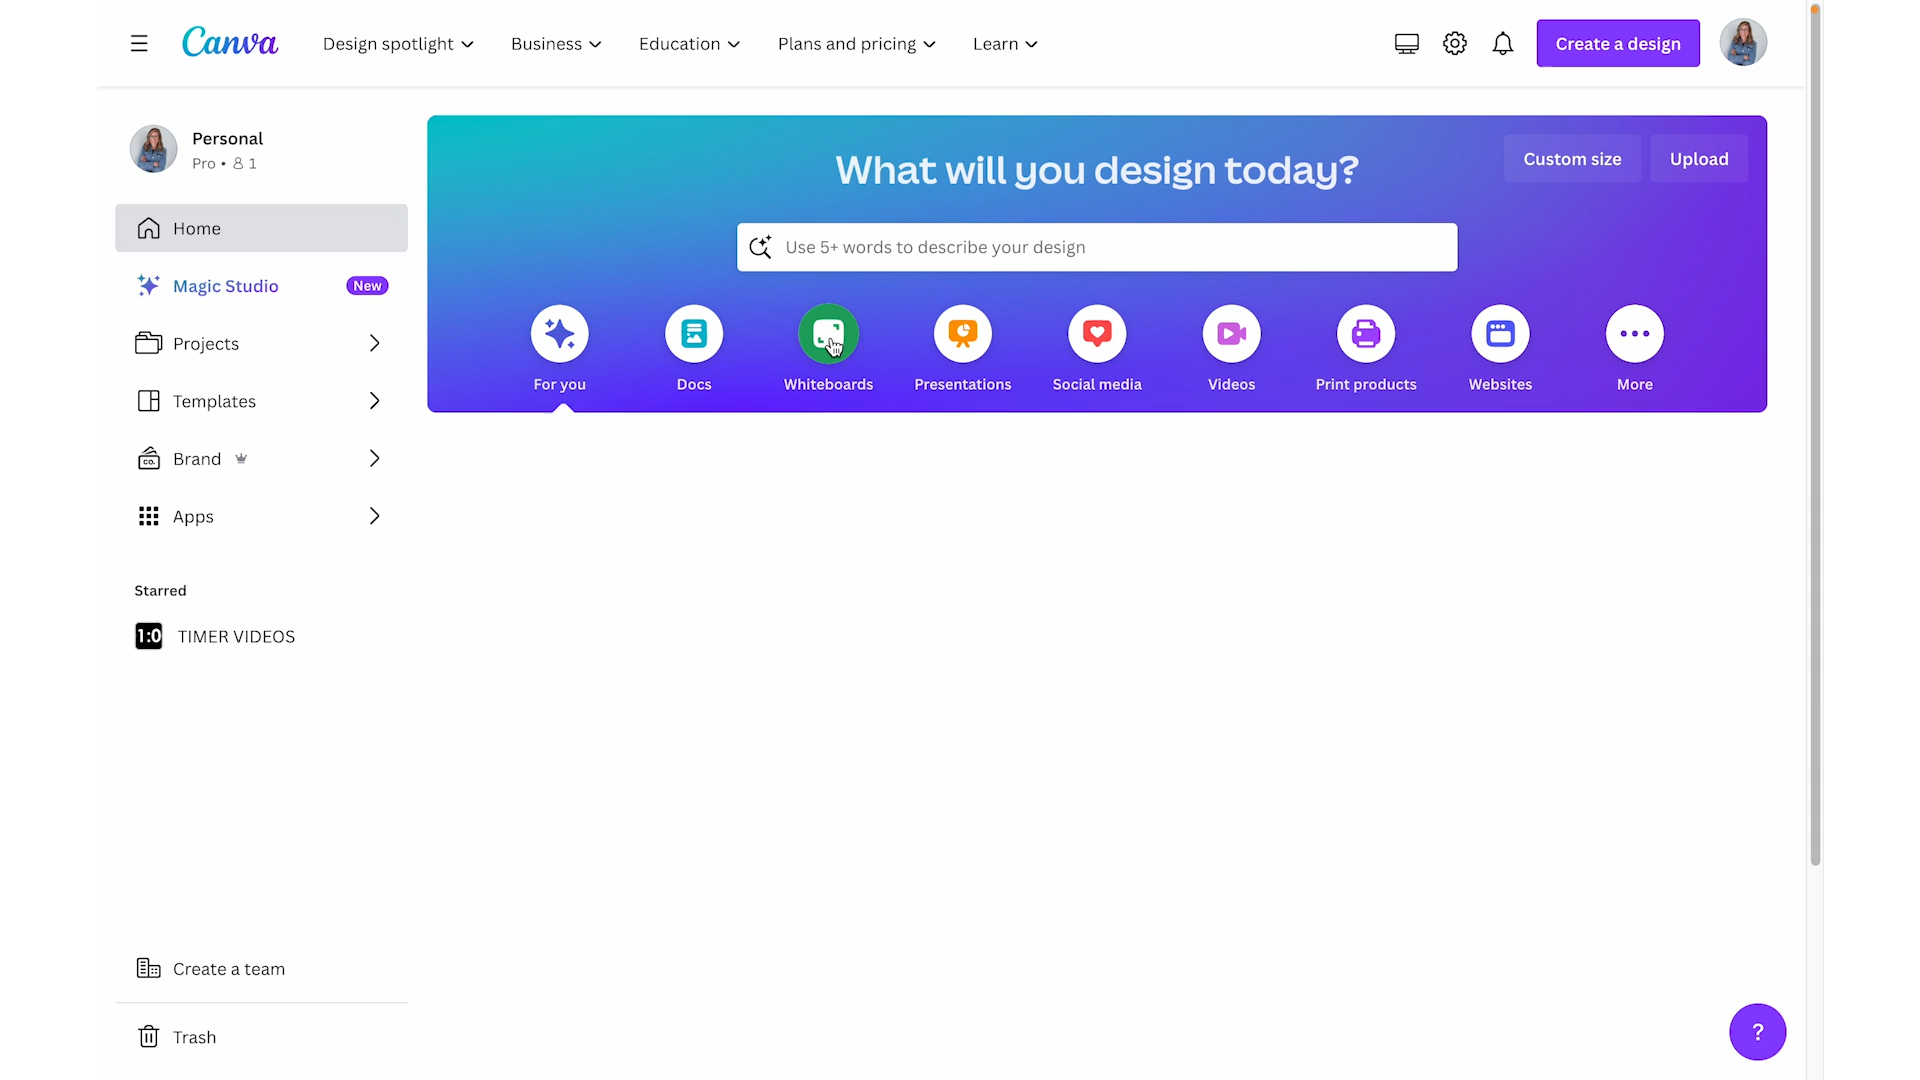 Canva
Design spotlight
Business
Education
Plans and pricing
Learn
Create a design
Personal
Pro • 1
Home
Magic Studio
New
Projects
Templates
CO.
Brand
Apps
Starred
1:0
TIMER VIDEOS
Create a team
Trash
What will you design today?
Custom size
Upload
Use 5+ words to describe your design
For you
Docs
Whiteboards
Presentations
Social media
Videos
Print products
Websites
More
?